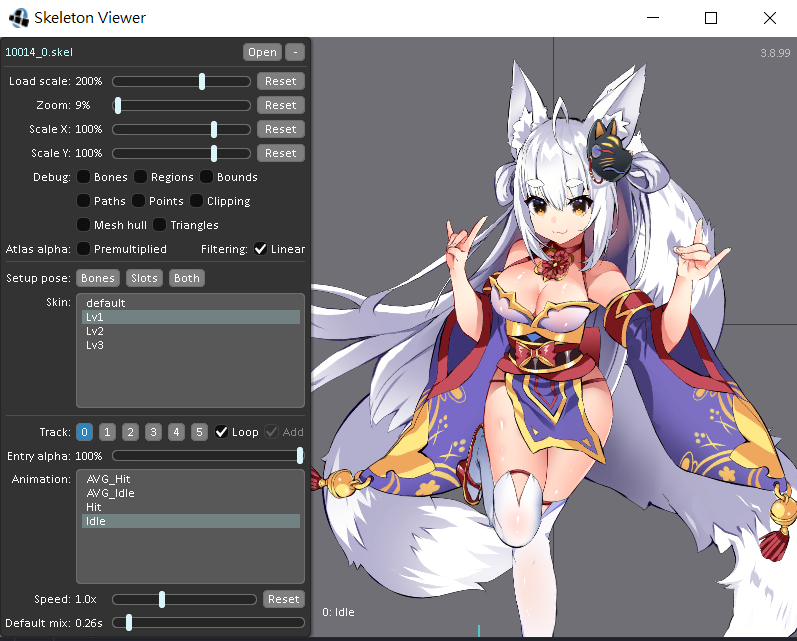 Skeleton Viewer
10014_0.skel Open -
3.8.99
Load scale: 200% Reset
Zoom: 9% Reset
Scale X: 100% Reset
Scale Y: 100% Reset
Debug: Bones Regions Bounds
Paths Points Clipping
Mesh hull Triangles
Atlas alpha: Premultiplied Filtering: Linear
Setup pose: Bones Slots Both
Skin: default
Lv1
Lv2
Lv3
Track: 0 1 2 3 4 5 Loop Add
Entry alpha: 100%
Animation: AVG_Hit
AVG_Idle
Hit
Idle
Speed: 1.0x Reset
0: Idle
Default mix: 0.26s